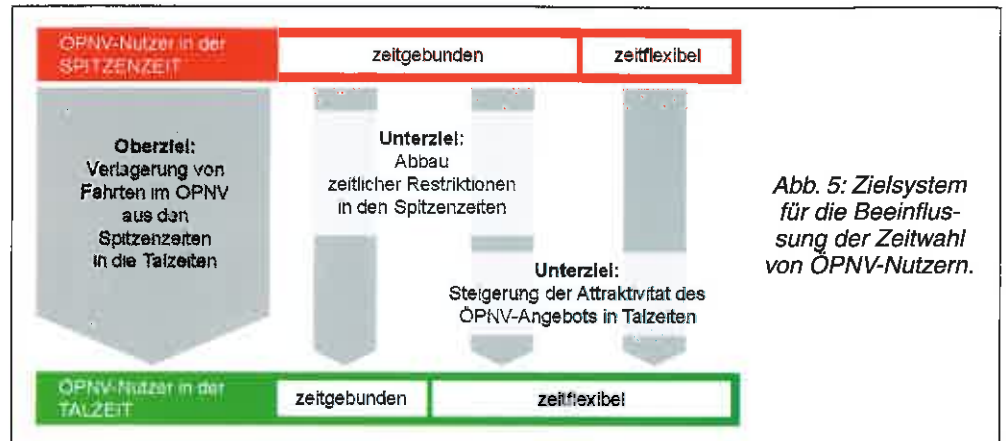 ÖPNV-Nutzer in der
SPITZENZEIT
zeitgebunden
zeitflexibel
Oberziel:
Verlagerung von
Fahrten im ÖPNV
aus den
Spitzenzeiten
in die Talzeiten
Unterziel:
Abbau
zeitlicher Restriktionen
in den Spitzenzeiten
Unterziel:
Steigerung der Attraktivität des
ÖPNV-Angebots in Talzeiten
ÖPNV-Nutzer in der
TALZEIT
zeitgebunden
zeitflexibel
Abb. 5: Zielsystem
für die Beeinflus-
sung der Zeitwahl
von ÖPNV-Nutzern.